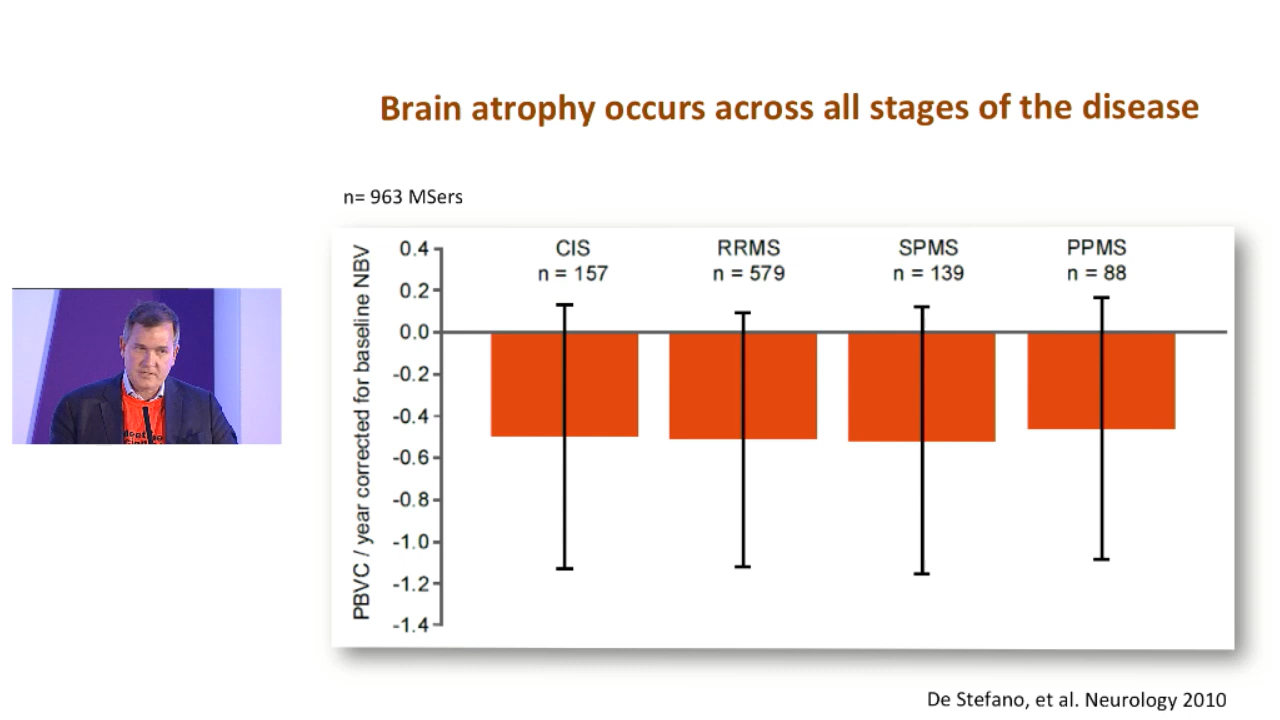 Brain atrophy occurs across all stages of the disease
n= 963 MSers
CIS
n = 157
RRMS
n = 579
SPMS
n = 139
PPMS
n = 88
PBVC / year corrected for baseline NBV
0.4
0.2
0.0
-0.2
-0.4
-0.6
-0.8
-1.0
-1.2
-1.4
De Stefano, et al. Neurology 2010